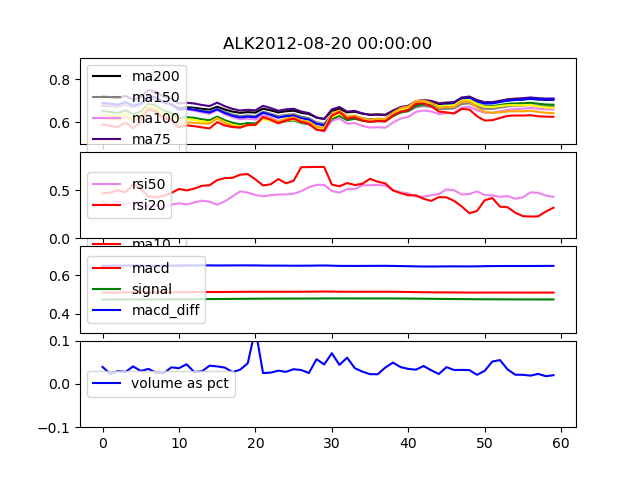 ALK2012-08-20 00:00:00
0.8
0.6
ma200
ma150
ma100
ma75
0.5
0.0
rsi50
rsi20
ma10
0.6
0.4
macd
signal
macd_diff
0.1
0.0
−0.1
volume as pct
0 10 20 30 40 50 60